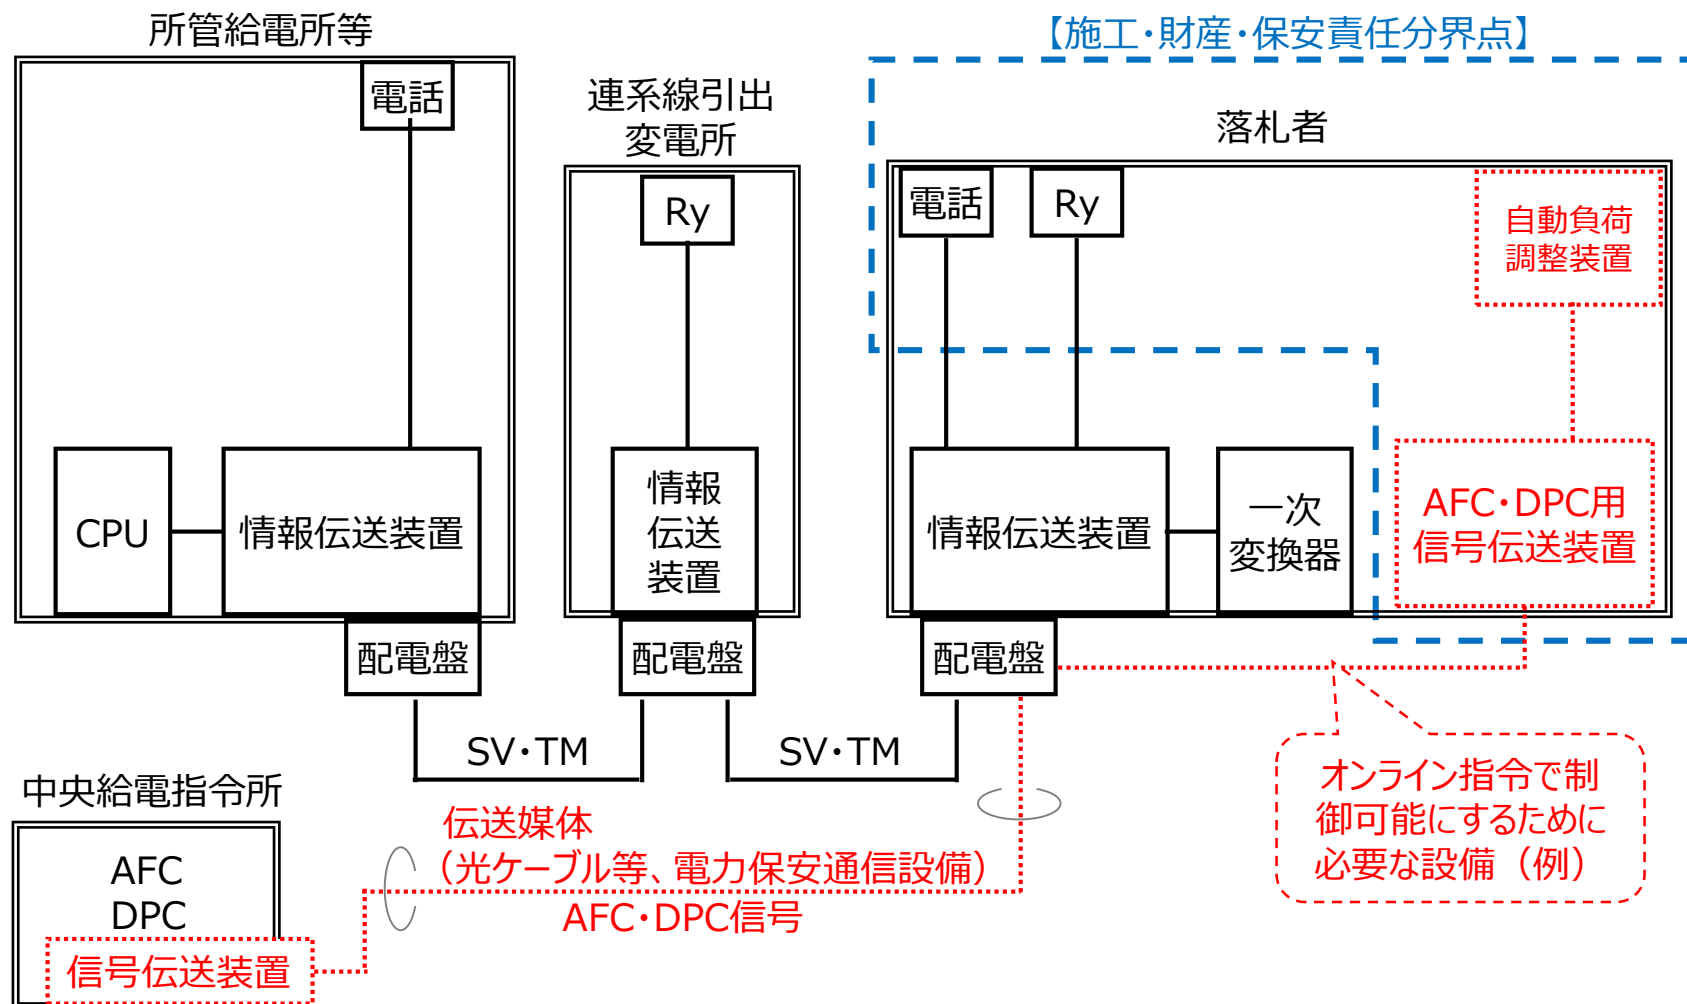 所管給電所等
電話
CPU
情報伝送装置
配電盤
連系線引出
変電所
Ry
情報
伝送
装置
配電盤
【施工・財産・保安責任分界点】
落札者
電話
Ry
自動負荷
調整装置
情報伝送装置
一次
変換器
AFC・DPC用
信号伝送装置
配電盤
SV・TM
SV・TM
中央給電指令所
AFC
DPC
信号伝送装置
伝送媒体
（光ケーブル等、電力保安通信設備）
AFC・DPC信号
オンライン指令で制
御可能にするために
必要な設備（例）